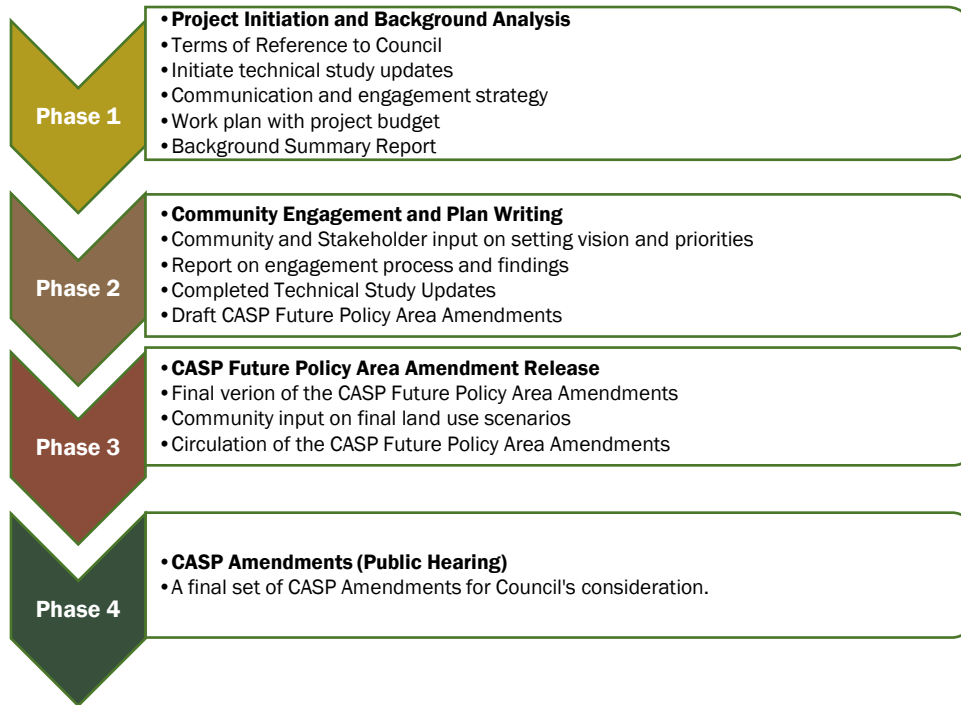 Phase 1
•Project Initiation and Background Analysis
•Terms of Reference to Council
•Initiate technical study updates
•Communication and engagement strategy
•Work plan with project budget
•Background Summary Report
Phase 2
•Community Engagement and Plan Writing
•Community and Stakeholder input on setting vision and priorities
•Report on engagement process and findings
•Completed Technical Study Updates
•Draft CASP Future Policy Area Amendments
Phase 3
•CASP Future Policy Area Amendment Release
•Final verion of the CASP Future Policy Area Amendments
•Community input on final land use scenarios
•Circulation of the CASP Future Policy Area Amendments
Phase 4
•CASP Amendments (Public Hearing)
•A final set of CASP Amendments for Council's consideration.